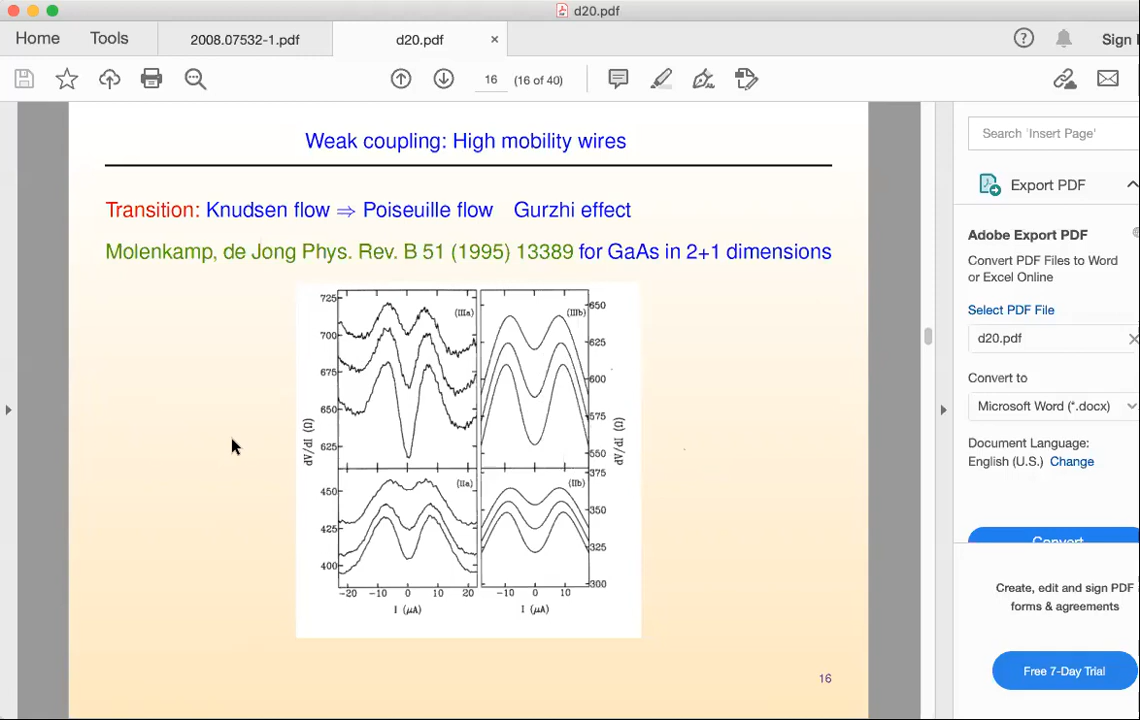 d20.pdf
Home Tools 2008.07532-1.pdf d20.pdf × ? Sign I
16 (16 of 40)
Weak coupling: High mobility wires
Transition: Knudsen flow ⇒ Poiseuille flow Gurzhi effect
Molenkamp, de Jong Phys. Rev. B 51 (1995) 13389 for GaAs in 2+1 dimensions
725
700
675
650
625
(IIIa)
(IIIb)
650
625
600
575
550
dV/dI (Ω)
dV/dI (Ω)
450
425
400
(IIa)
(IIb)
375
350
325
300
−20 −10 0 10 20
−10 0 10
I (μA)
I (μA)
16
Search 'Insert Page'
Export PDF
Adobe Export PDF
Convert PDF Files to Word
or Excel Online
Select PDF File
d20.pdf ×
Convert to
Microsoft Word (*.docx)
Document Language:
English (U.S.) Change
Convert
Create, edit and sign PDF
forms & agreements
Free 7-Day Trial